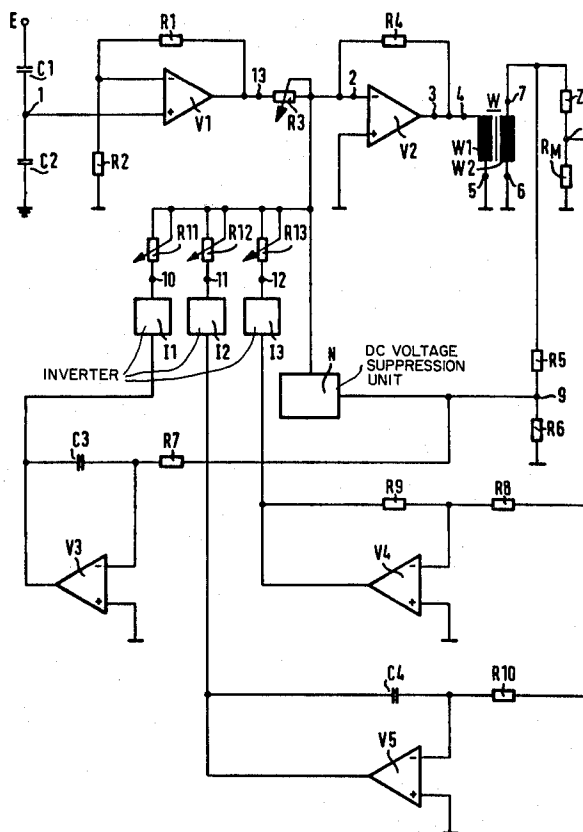 E
R1
R4
C1
1
13
2
3
4
W
7
Z
V1
R3
V2
W1
W2
C2
R2
5
6
RM
R11
R12
R13
10
11
12
I1
I2
I3
INVERTER
N
DC VOLTAGE
SUPPRESSION
UNIT
R5
9
R6
C3
R7
R9
R8
V3
V4
C4
R10
V5
- + - + - + - + - +